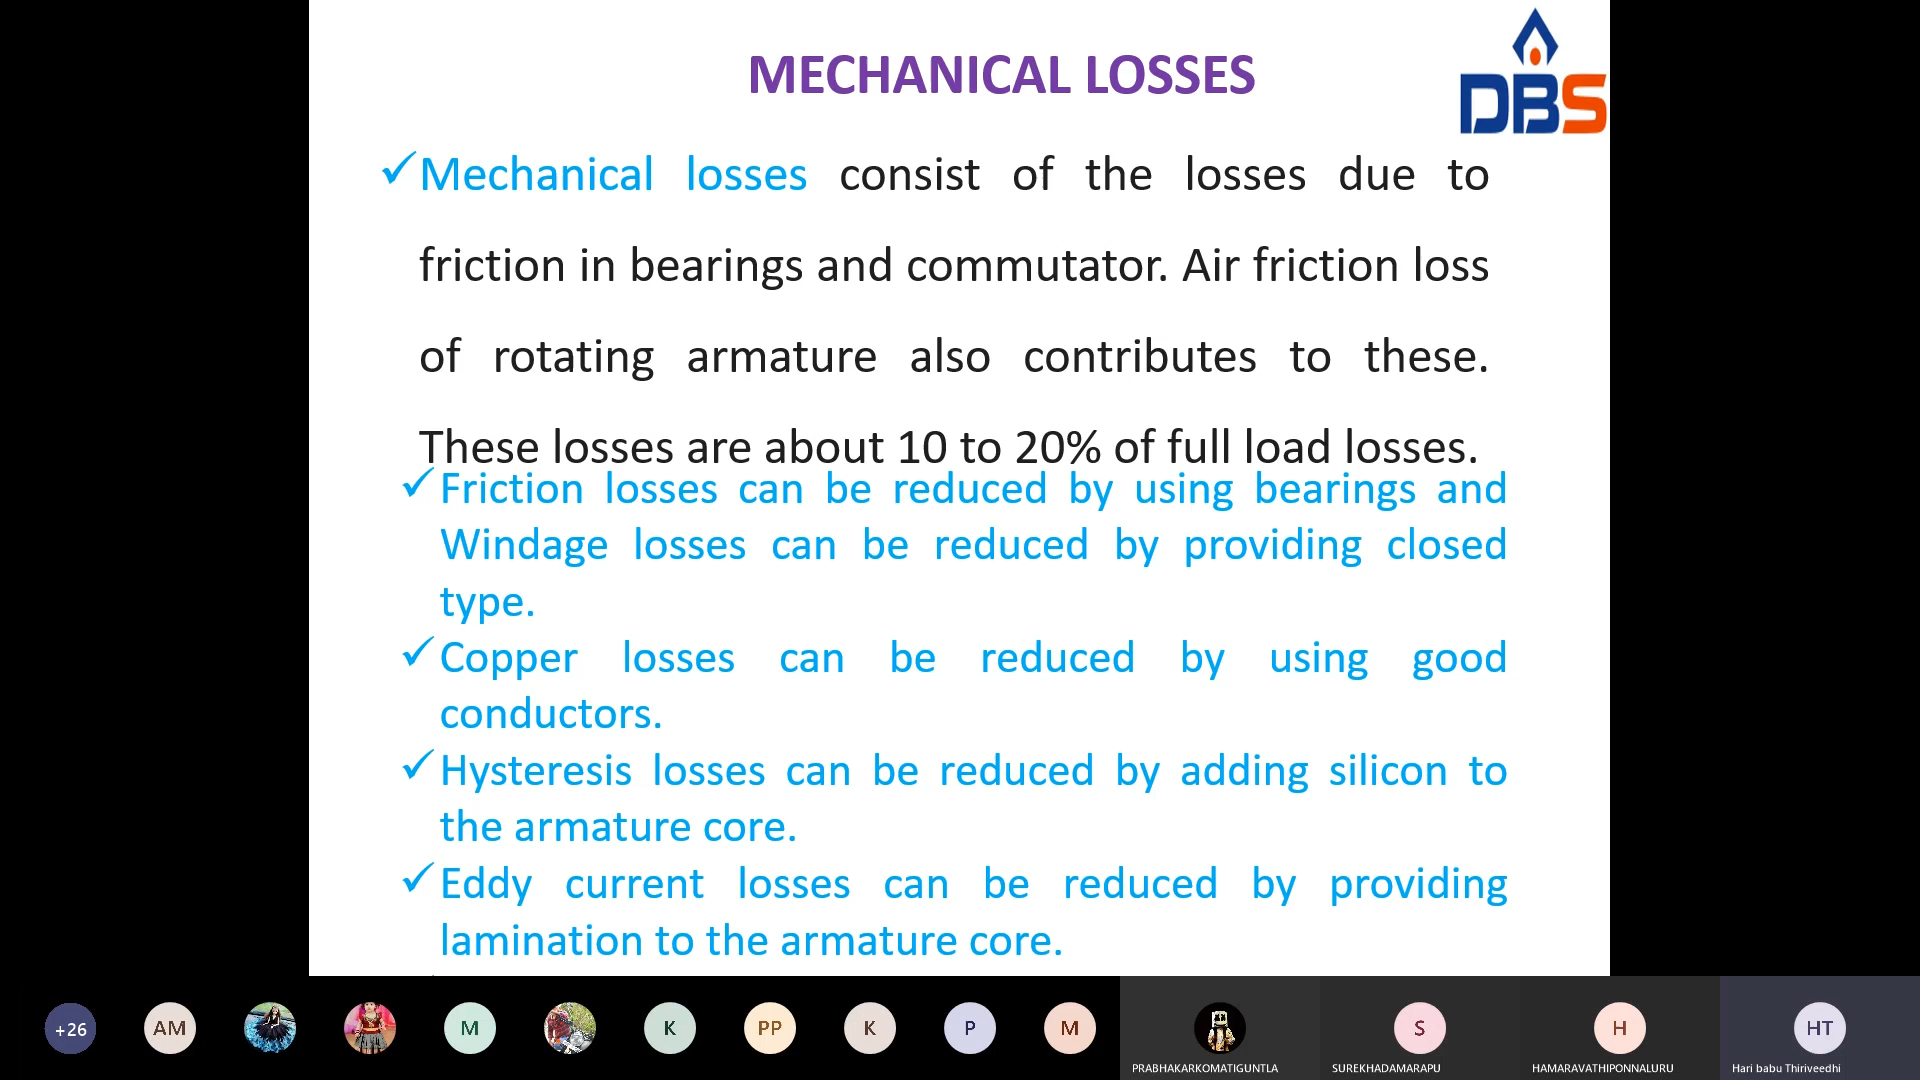 MECHANICAL LOSSES
DBS
✓Mechanical losses consist of the losses due to
friction in bearings and commutator. Air friction loss
of rotating armature also contributes to these.
These losses are about 10 to 20% of full load losses.
✓Friction losses can be reduced by using bearings and
Windage losses can be reduced by providing closed
type.
✓Copper losses can be reduced by using good
conductors.
✓Hysteresis losses can be reduced by adding silicon to
the armature core.
✓Eddy current losses can be reduced by providing
lamination to the armature core.
+26 AM M K PP K P M S H HT
PRABHAKARKOMATIGUNTLA SUREKHADAMARAPU HAMARAVATHIPONNALURU Hari babu Thiriveedhi